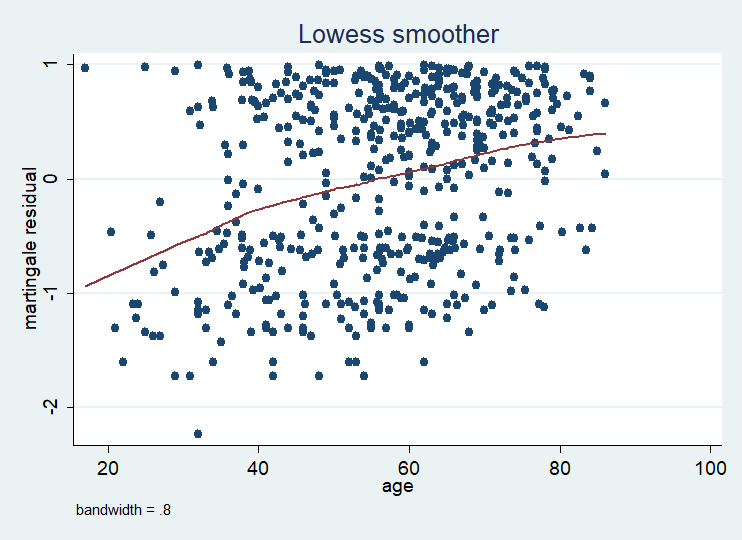 Lowess smoother
martingale residual
1
0
-1
-2
20 40 60 80 100
age
bandwidth = .8